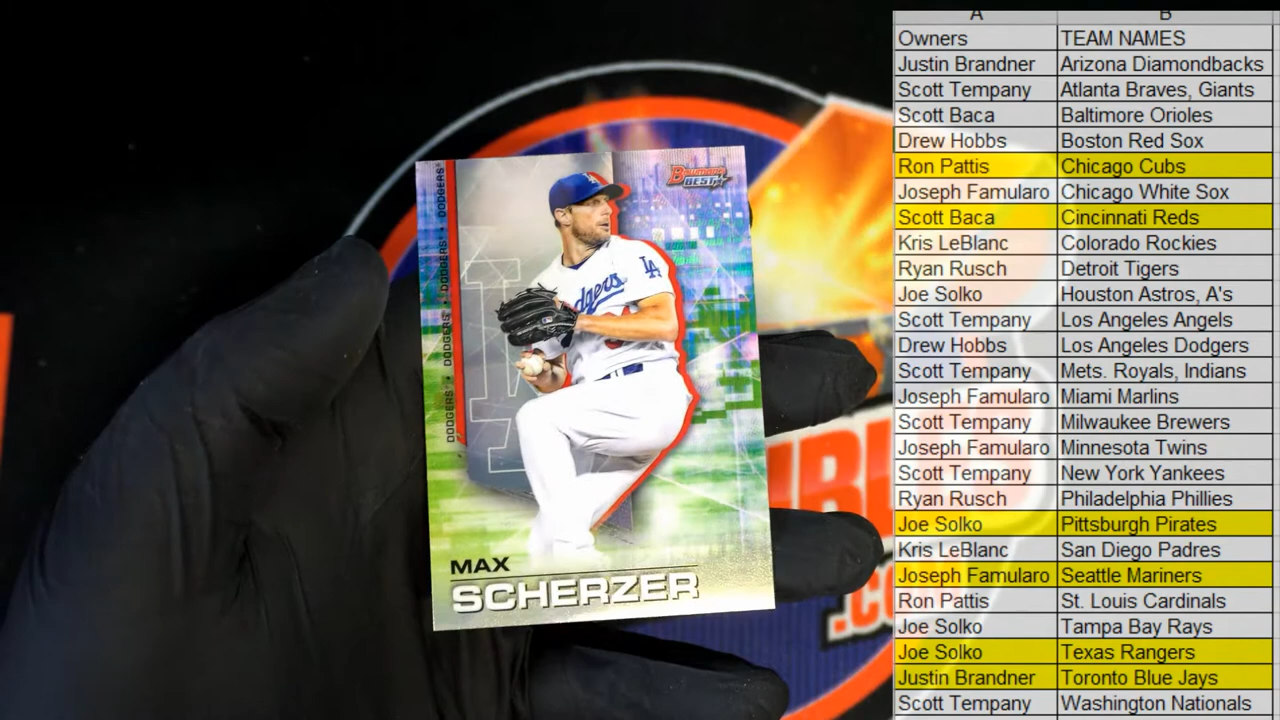 A B
Owners TEAM NAMES
Justin Brandner Arizona Diamondbacks
Scott Tempany Atlanta Braves, Giants
Scott Baca Baltimore Orioles
Drew Hobbs Boston Red Sox
Ron Pattis Chicago Cubs
Joseph Famularo Chicago White Sox
Scott Baca Cincinnati Reds
Kris LeBlanc Colorado Rockies
Ryan Rusch Detroit Tigers
Joe Solko Houston Astros, A's
Scott Tempany Los Angeles Angels
Drew Hobbs Los Angeles Dodgers
Scott Tempany Mets. Royals, Indians
Joseph Famularo Miami Marlins
Scott Tempany Milwaukee Brewers
Joseph Famularo Minnesota Twins
Scott Tempany New York Yankees
Ryan Rusch Philadelphia Phillies
Joe Solko Pittsburgh Pirates
Kris LeBlanc San Diego Padres
Joseph Famularo Seattle Mariners
Ron Pattis St. Louis Cardinals
Joe Solko Tampa Bay Rays
Joe Solko Texas Rangers
Justin Brandner Toronto Blue Jays
Scott Tempany Washington Nationals
BOWMAN'S
BEST
DODGERS • DODGERS • DODGERS • DODGERS
LA
MAX
SCHERZER
.CO